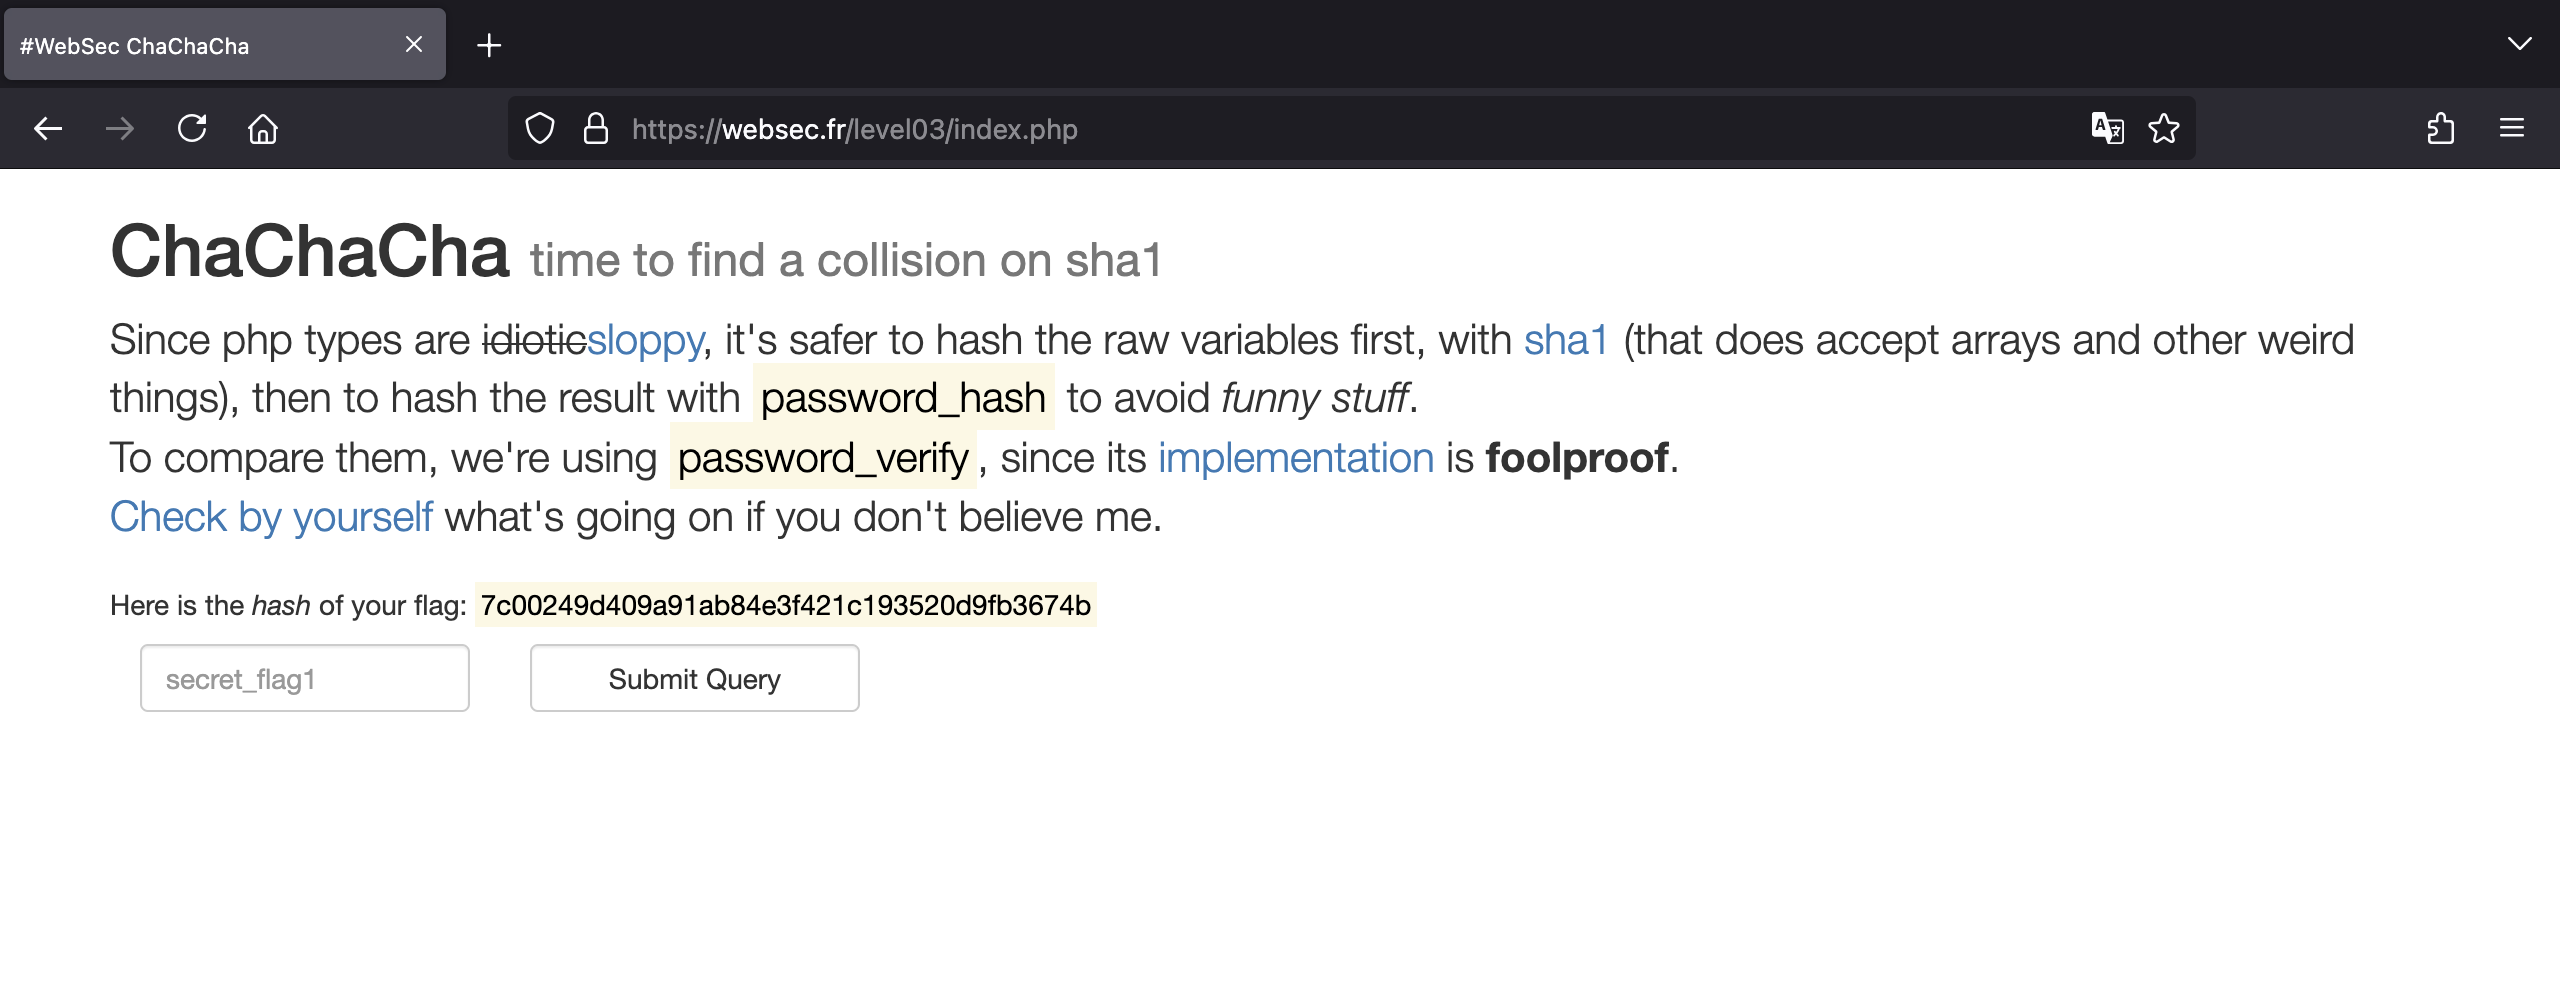 #WebSec ChaChaCha
https://websec.fr/level03/index.php
ChaChaCha time to find a collision on sha1
Since php types are idioticsloppy, it's safer to hash the raw variables first, with sha1 (that does accept arrays and other weird
things), then to hash the result with password_hash to avoid funny stuff.
To compare them, we're using password_verify, since its implementation is foolproof.
Check by yourself what's going on if you don't believe me.
Here is the hash of your flag: 7c00249d409a91ab84e3f421c193520d9fb3674b
secret_flag1 Submit Query